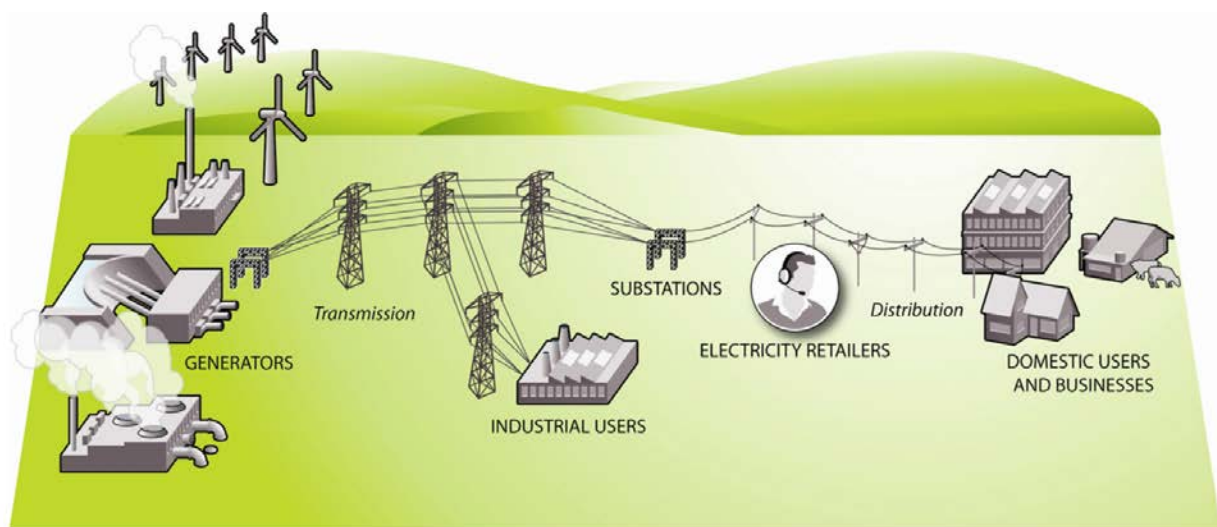 Transmission
GENERATORS
INDUSTRIAL USERS
SUBSTATIONS
ELECTRICITY RETAILERS
Distribution
DOMESTIC USERS
AND BUSINESSES